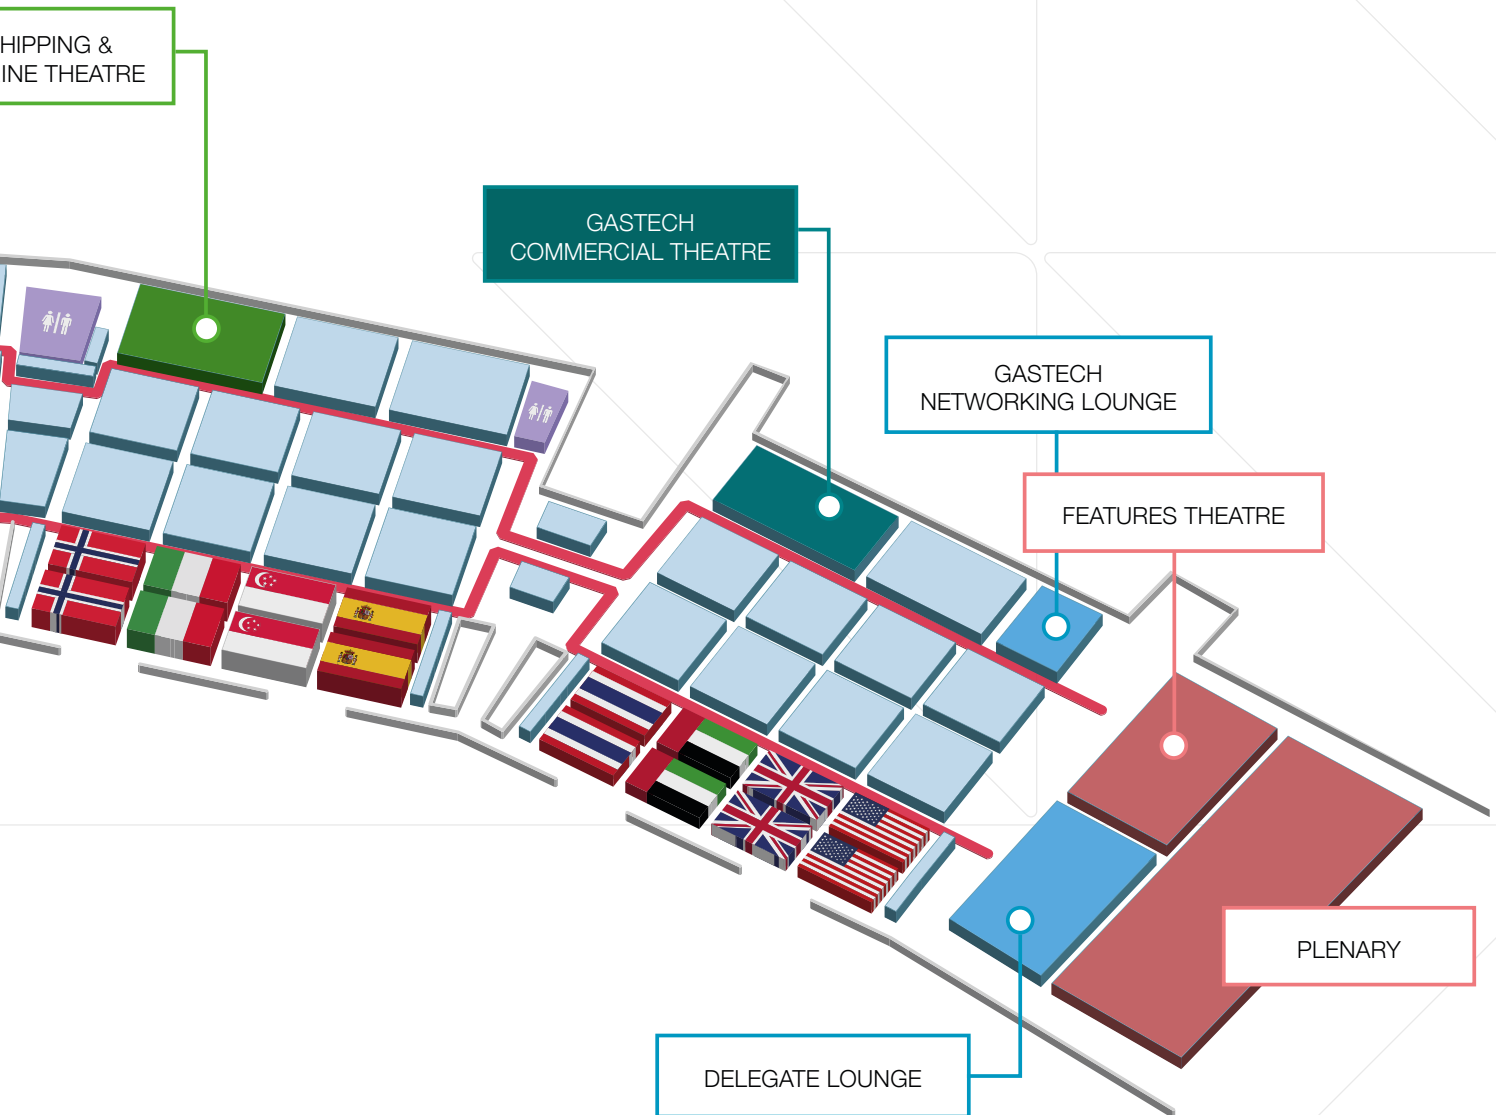 HIPPING &
INE THEATRE
GASTECH
COMMERCIAL THEATRE
GASTECH
NETWORKING LOUNGE
FEATURES THEATRE
PLENARY
DELEGATE LOUNGE